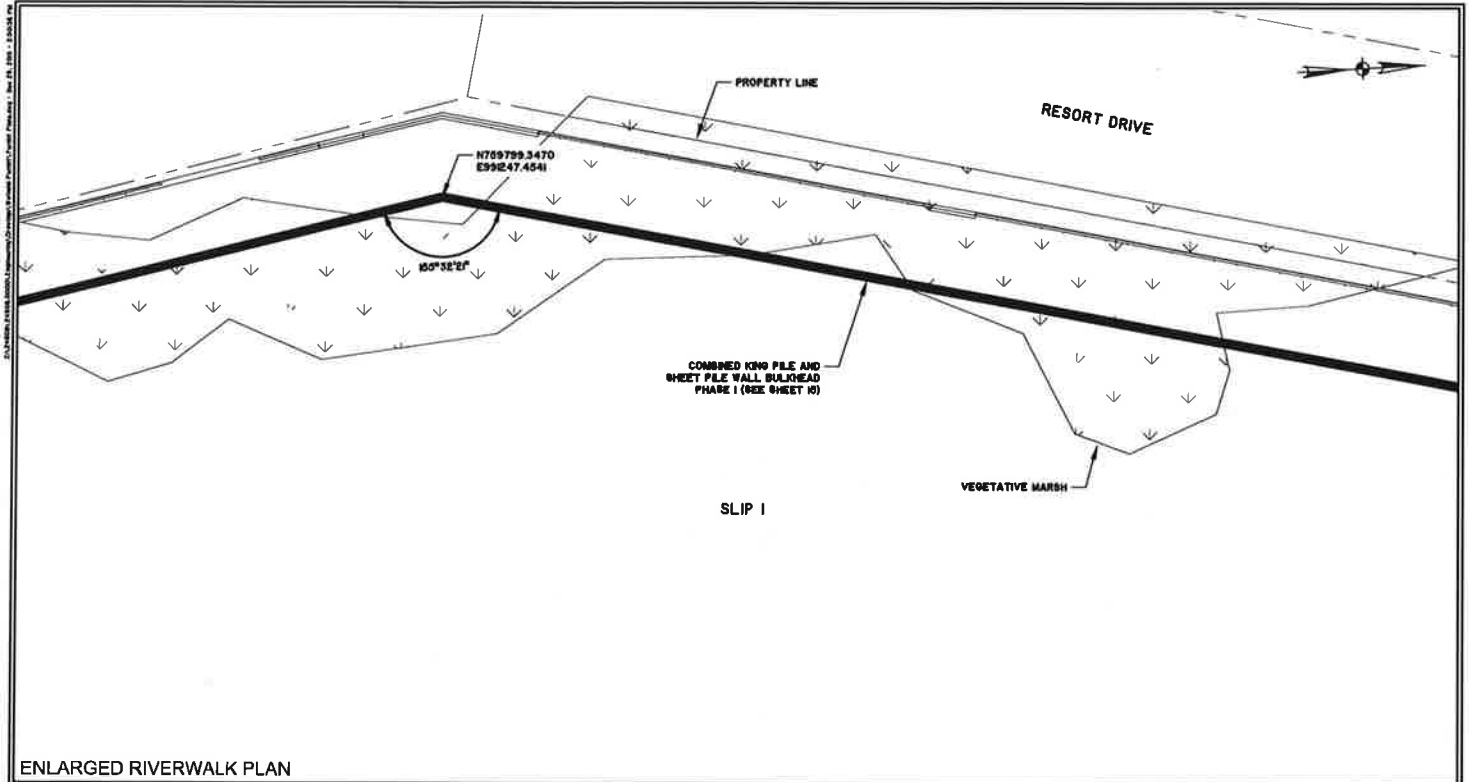 PROPERTY LINE
RESORT DRIVE
N759799.3470
E991247.4541
155°32'21"
COMBINED KING PILE AND
SHEET PILE WALL BULKHEAD
PHASE I (SEE SHEET 10)
VEGETATIVE MARSH
SLIP I
ENLARGED RIVERWALK PLAN